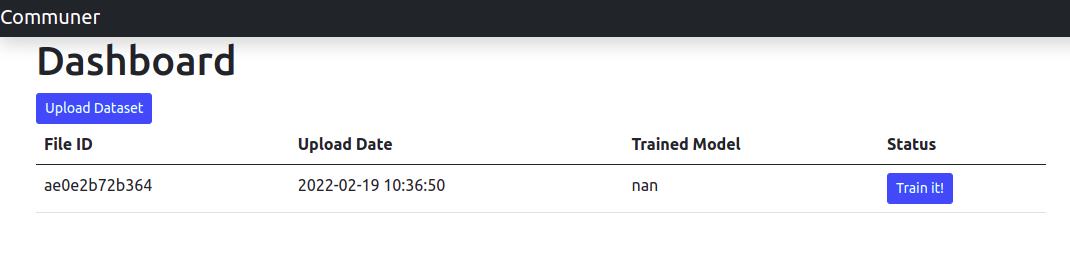 Communer
Dashboard
Upload Dataset
File ID Upload Date Trained Model Status
ae0e2b72b364 2022-02-19 10:36:50 nan Train it!